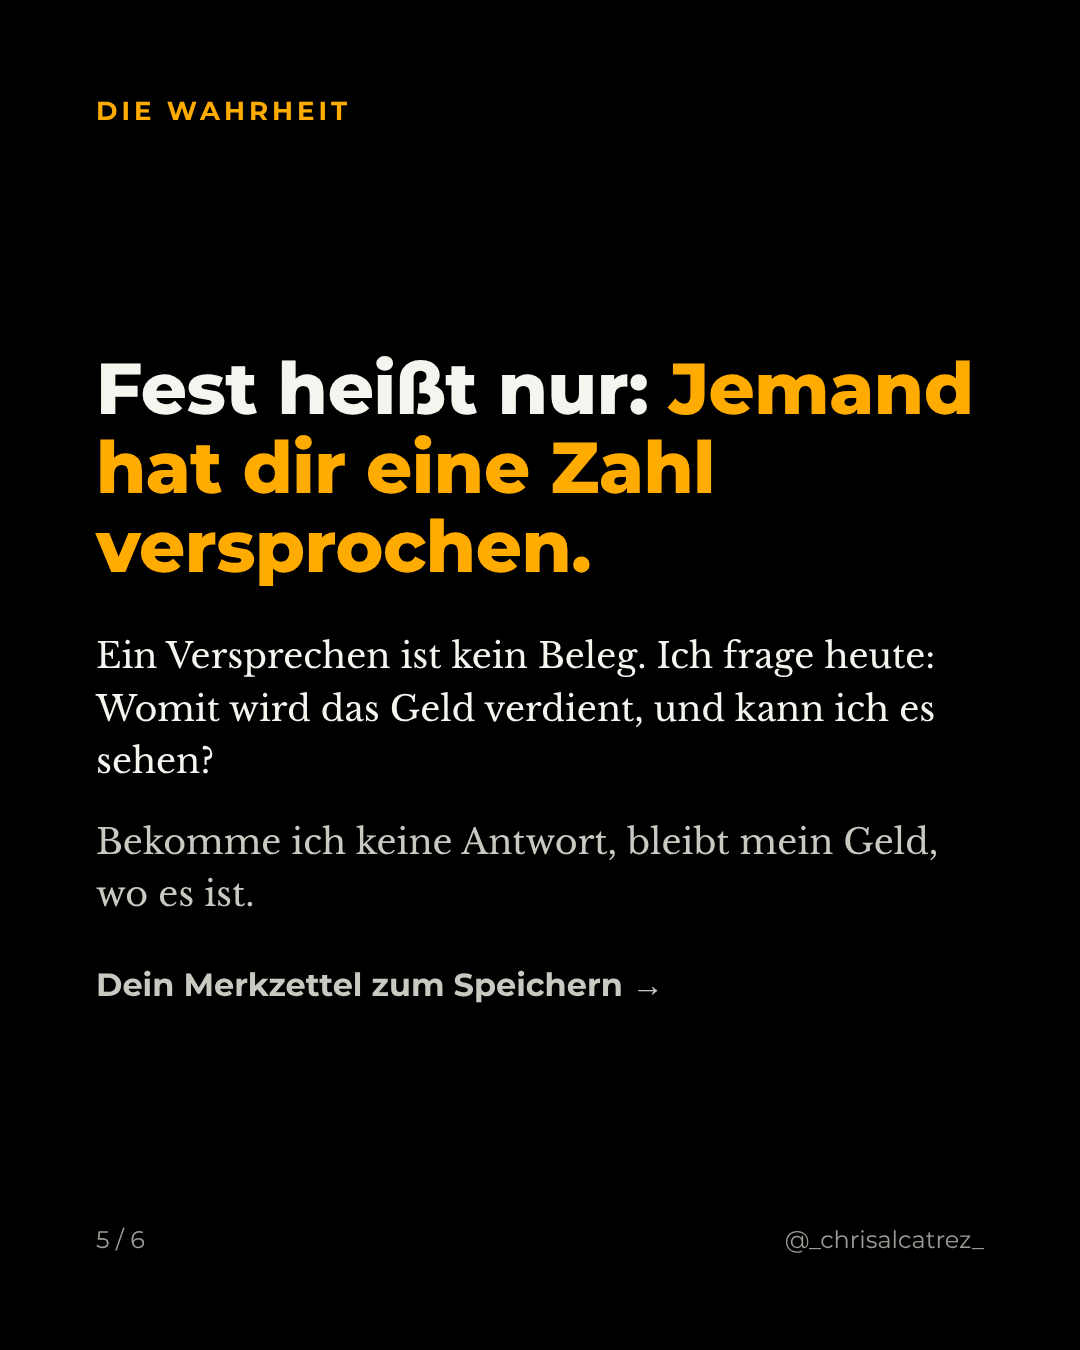 DIE WAHRHEIT
Fest heißt nur: Jemand
hat dir eine Zahl
versprochen.
Ein Versprechen ist kein Beleg. Ich frage heute:
Womit wird das Geld verdient, und kann ich es
sehen?
Bekomme ich keine Antwort, bleibt mein Geld,
wo es ist.
Dein Merkzettel zum Speichern →
5 / 6
@_chrisalcatrez_